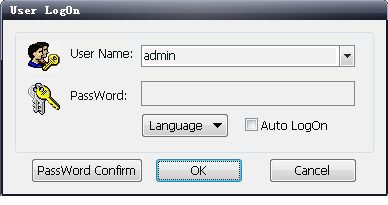 User LogOn
User Name: admin
PassWord:
Language Auto LogOn
PassWord Confirm OK Cancel